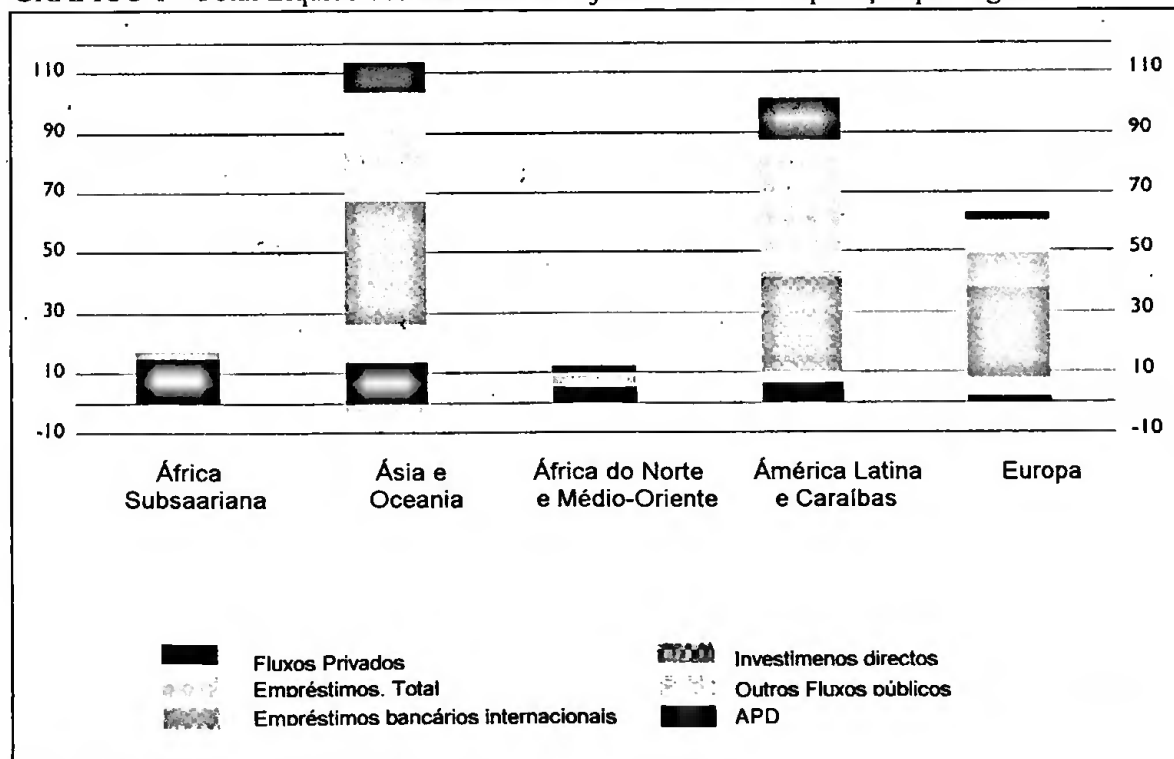 110 110
90 90
70 70
50 50
30 30
10 10
-10 -10
África Ásia e África do Norte América Latina Europa
Subsaariana Oceania e Médio-Oriente e Caraíbas
Fluxos Privados Investimenos directos
Empréstimos. Total Outros Fluxos públicos
Empréstimos bancários internacionais APD